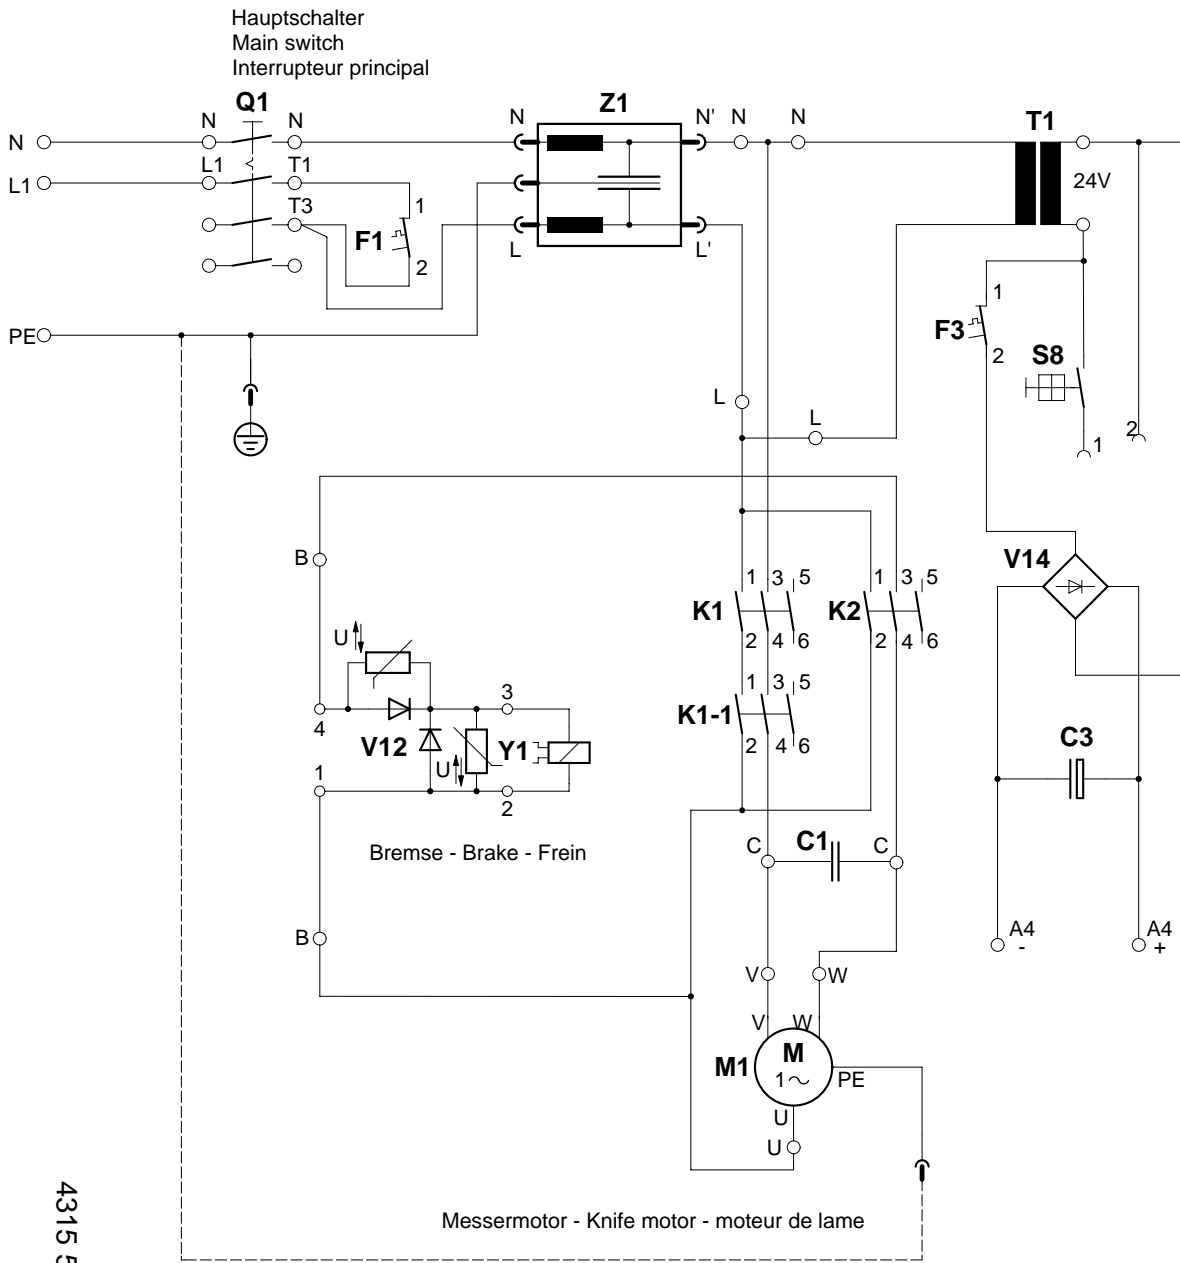 Hauptschalter
Main switch
Interrupteur principal
Q1
Z1
T1
N
N
N
N
N'
N
N
L1
L1
T1
24V
T3
1
F1
2
L
L'
PE
1
F3
2
S8
1
2
L
L
B
V14
1 3 5
K1
2 4 6
1 3 5
K2
2 4 6
U
1 3 5
K1-1
2 4 6
3
4
V12
U
Y1
1
2
C3
Bremse - Brake - Frein
C
C1
C
B
A4
-
A4
+
V
W
V
W
M1
M
1~
PE
U
U
Messermotor - Knife motor - moteur de lame
4315 5